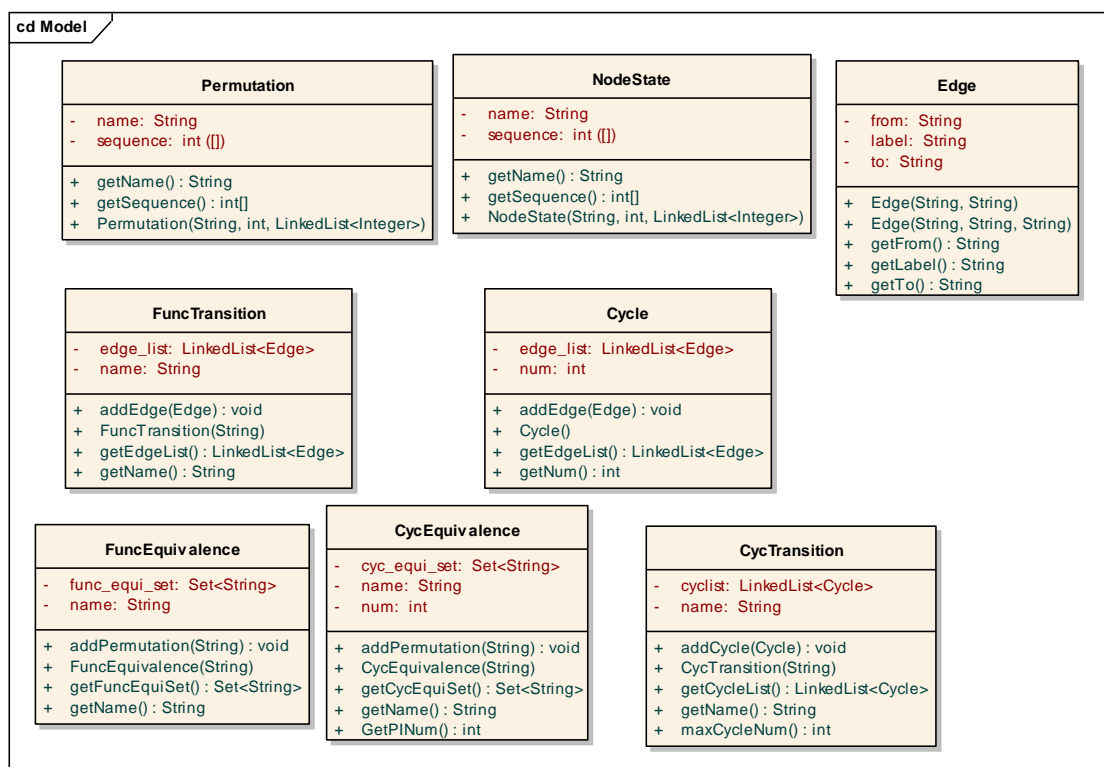 cd Model
Permutation
- name: String
- sequence: int ([])
+ getName() : String
+ getSequence() : int[]
+ Permutation(String, int, LinkedList<Integer>)
NodeState
- name: String
- sequence: int ([])
+ getName() : String
+ getSequence() : int[]
+ NodeState(String, int, LinkedList<Integer>)
Edge
- from: String
- label: String
- to: String
+ Edge(String, String)
+ Edge(String, String, String)
+ getFrom() : String
+ getLabel() : String
+ getTo() : String
FuncTransition
- edge_list: LinkedList<Edge>
- name: String
+ addEdge(Edge) : void
+ FuncTransition(String)
+ getEdgeList() : LinkedList<Edge>
+ getName() : String
Cycle
- edge_list: LinkedList<Edge>
- num: int
+ addEdge(Edge) : void
+ Cycle()
+ getEdgeList() : LinkedList<Edge>
+ getNum() : int
FuncEquivalence
- func_equi_set: Set<String>
- name: String
+ addPermutation(String) : void
+ FuncEquivalence(String)
+ getFuncEquiSet() : Set<String>
+ getName() : String
CycEquivalence
- cyc_equi_set: Set<String>
- name: String
- num: int
+ addPermutation(String) : void
+ CycEquivalence(String)
+ getCycEquiSet() : Set<String>
+ getName() : String
+ GetPINum() : int
CycTransition
- cyclist: LinkedList<Cycle>
- name: String
+ addCycle(Cycle) : void
+ CycTransition(String)
+ getCycleList() : LinkedList<Cycle>
+ getName() : String
+ maxCycleNum() : int